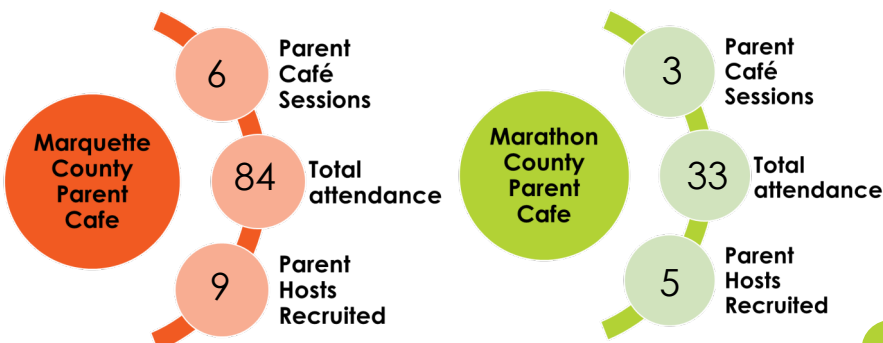 Marquette
County
Parent
Cafe
6
Parent
Café
Sessions
84
Total
attendance
9
Parent
Hosts
Recruited
Marathon
County
Parent
Cafe
3
Parent
Café
Sessions
33
Total
attendance
5
Parent
Hosts
Recruited